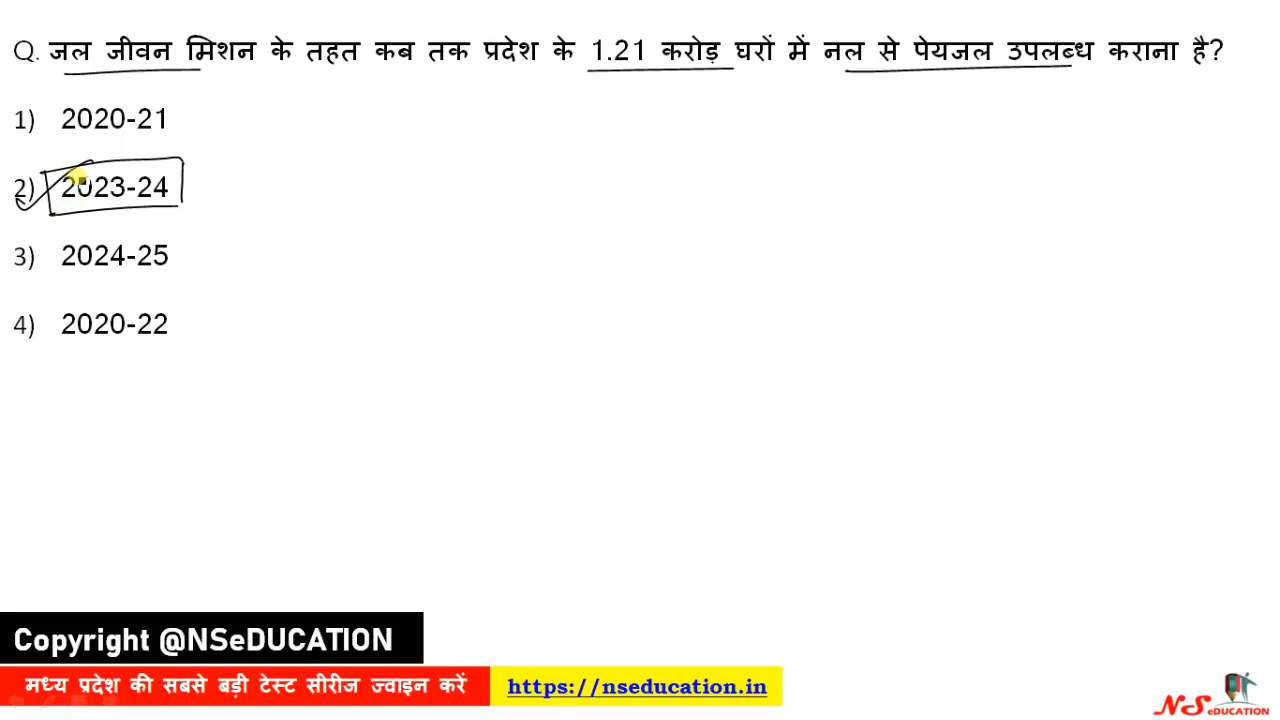 Q. जल जीवन मिशन के तहत कब तक प्रदेश के 1.21 करोड़ घरों में नल से पेयजल उपलब्ध कराना है?
1) 2020-21
2) 2023-24
3) 2024-25
4) 2020-22
Copyright @NSeDUCATION
मध्य प्रदेश की सबसे बड़ी टेस्ट सीरीज ज्वाइन करें https://nseducation.in
NS eDUCATION